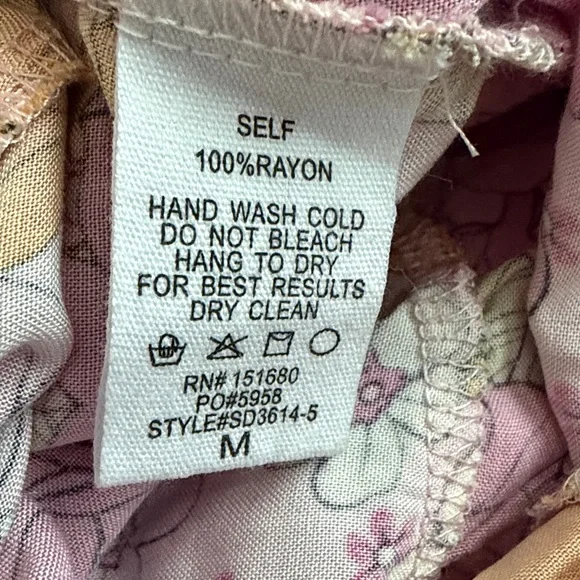 SELF
100%RAYON
HAND WASH COLD
DO NOT BLEACH
HANG TO DRY
FOR BEST RESULTS
DRY CLEAN
RN# 151680
PO#5958
STYLE#SD3614-5
M